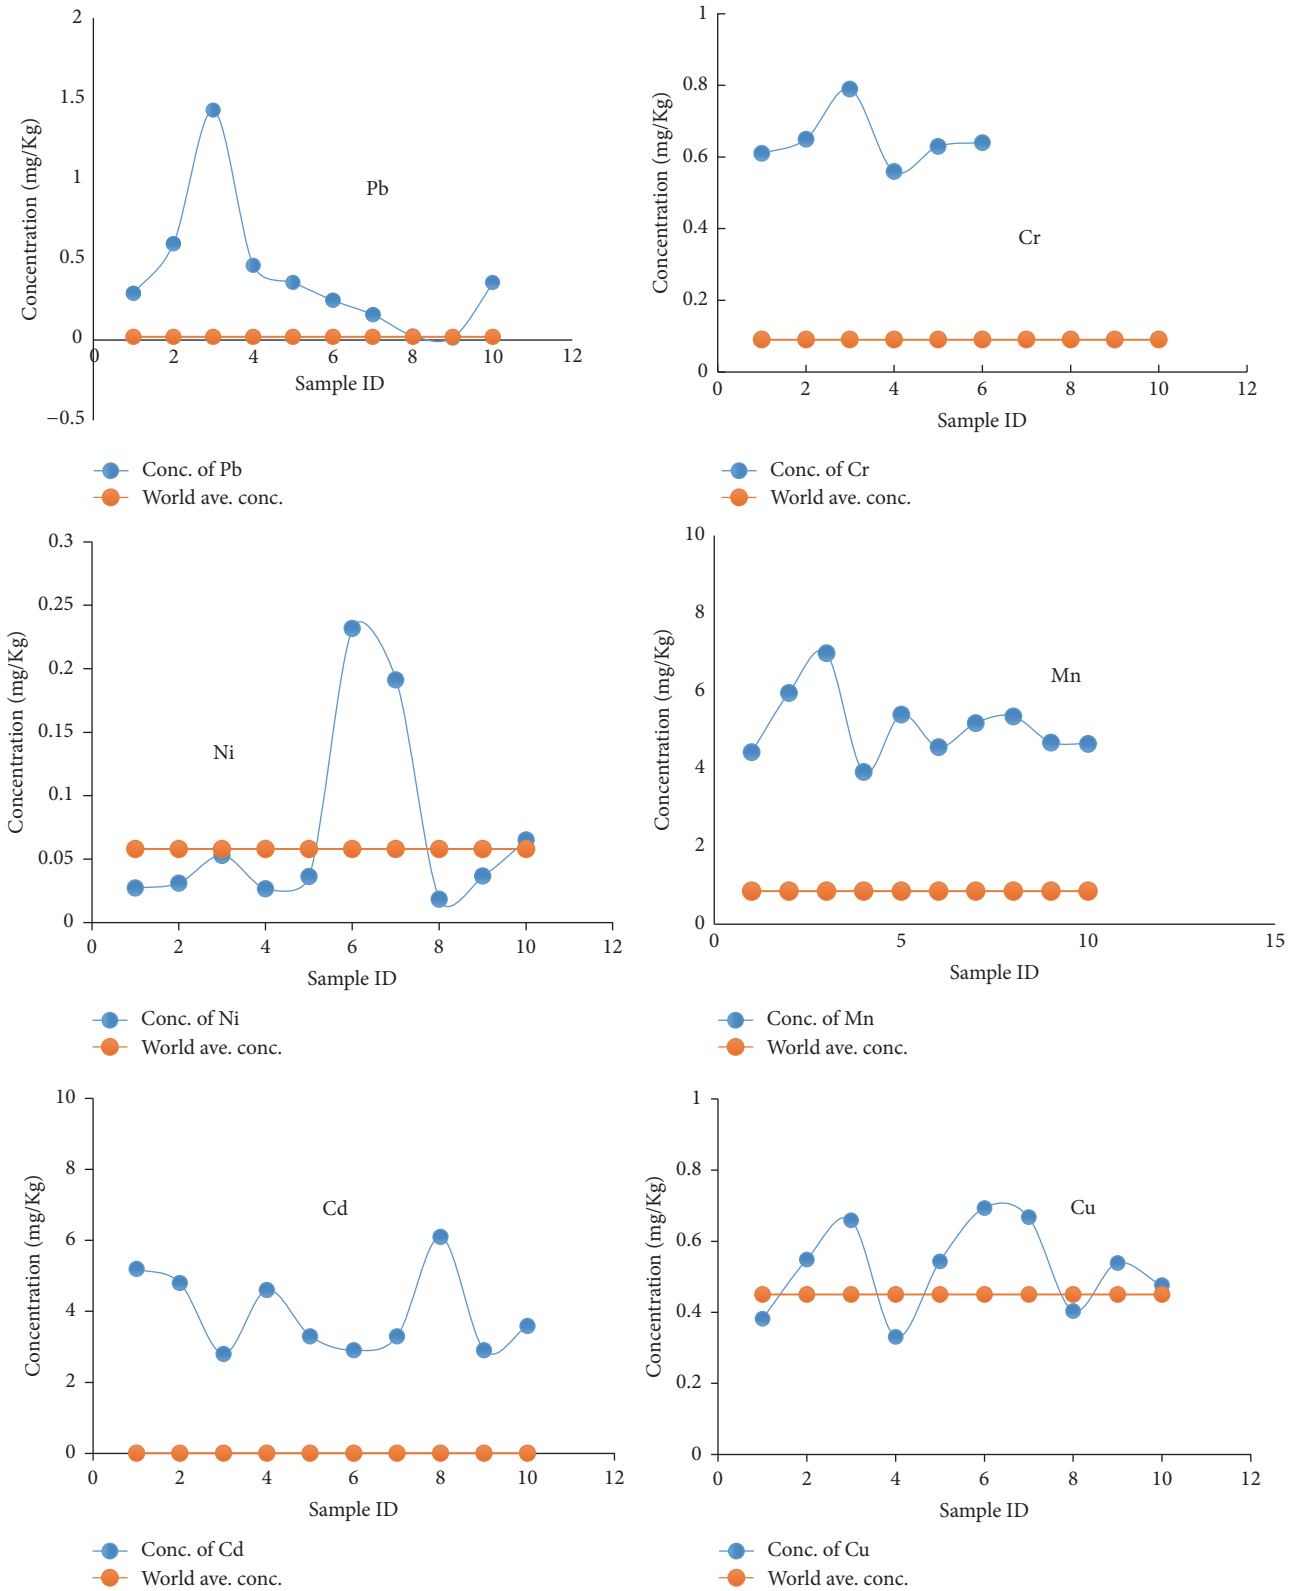 2
1.5
1
0.5
0
−0.5
Concentration (mg/Kg)
Pb
0 2 4 6 8 10 12
Sample ID
Conc. of Pb
World ave. conc.
1
0.8
0.6
0.4
0.2
0
Concentration (mg/Kg)
Cr
0 2 4 6 8 10 12
Sample ID
Conc. of Cr
World ave. conc.
0.3
0.25
0.2
0.15
0.1
0.05
0
Concentration (mg/Kg)
Ni
0 2 4 6 8 10 12
Sample ID
Conc. of Ni
World ave. conc.
10
8
6
4
2
0
Concentration (mg/Kg)
Mn
0 5 10 15
Sample ID
Conc. of Mn
World ave. conc.
10
8
6
4
2
0
Concentration (mg/Kg)
Cd
0 2 4 6 8 10 12
Sample ID
Conc. of Cd
World ave. conc.
1
0.8
0.6
0.4
0.2
0
Concentration (mg/Kg)
Cu
0 2 4 6 8 10 12
Sample ID
Conc. of Cu
World ave. conc.